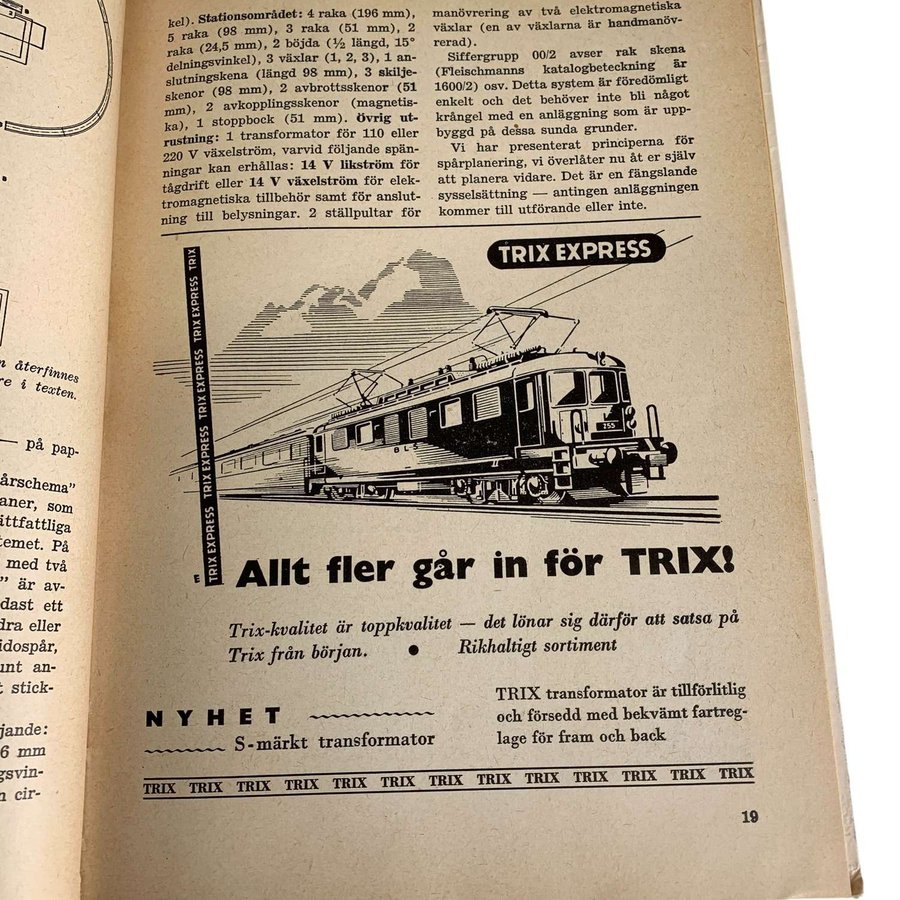 n återfinnes
re i texten.
— på pap-
årschema"
aner, som
ättfattliga
temet. På
med två
" är av-
dast ett
dra eller
idospår,
unt an-
t stick-
jande:
6 mm
gsvin-
n cir-
kel). Stationsområdet: 4 raka (196 mm),
5 raka (98 mm), 3 raka (51 mm), 2
raka (24,5 mm), 2 böjda (½ längd, 15°
delningsvinkel), 3 växlar (1, 2, 3), 1 an-
slutningskena (längd 98 mm), 3 skilje-
skenor (98 mm), 2 avbrottsskenor (51
mm), 2 avkopplingsskenor (magnetis-
ka), 1 stoppbock (51 mm). Övrig ut-
rustning: 1 transformator för 110 eller
220 V växelström, varvid följande spän-
ningar kan erhållas: 14 V likström för
tågdrift eller 14 V växelström för elek-
tromagnetiska tillbehör samt för anslut-
ning till belysningar. 2 ställpultar för
manövrering av två elektromagnetiska
växlar (en av växlarna är handmanöv-
rerad).
Siffergrupp 00/2 avser rak skena
(Fleischmanns katalogbeteckning är
1600/2) osv. Detta system är föredömligt
enkelt och det behöver inte bli något
krångel med en anläggning som är upp-
byggd på dessa sunda grunder.
Vi har presenterat principerna för
spårplanering, vi överlåter nu åt er själv
att planera vidare. Det är en fängslande
sysselsättning — antingen anläggningen
kommer till utförande eller inte.
TRIX EXPRESS
TRIX EXPRESS TRIX EXPRESS TRIX EXPRESS TRIX EXPRESS TRIX
BLS
255
Allt fler går in för TRIX!
Trix-kvalitet är toppkvalitet — det lönar sig därför att satsa på
Trix från början. • Rikhaltigt sortiment
NYHET
S-märkt transformator
TRIX transformator är tillförlitlig
och försedd med bekvämt fartreg-
lage för fram och back
TRIX TRIX TRIX TRIX TRIX TRIX TRIX TRIX TRIX TRIX TRIX TRIX TRIX
19